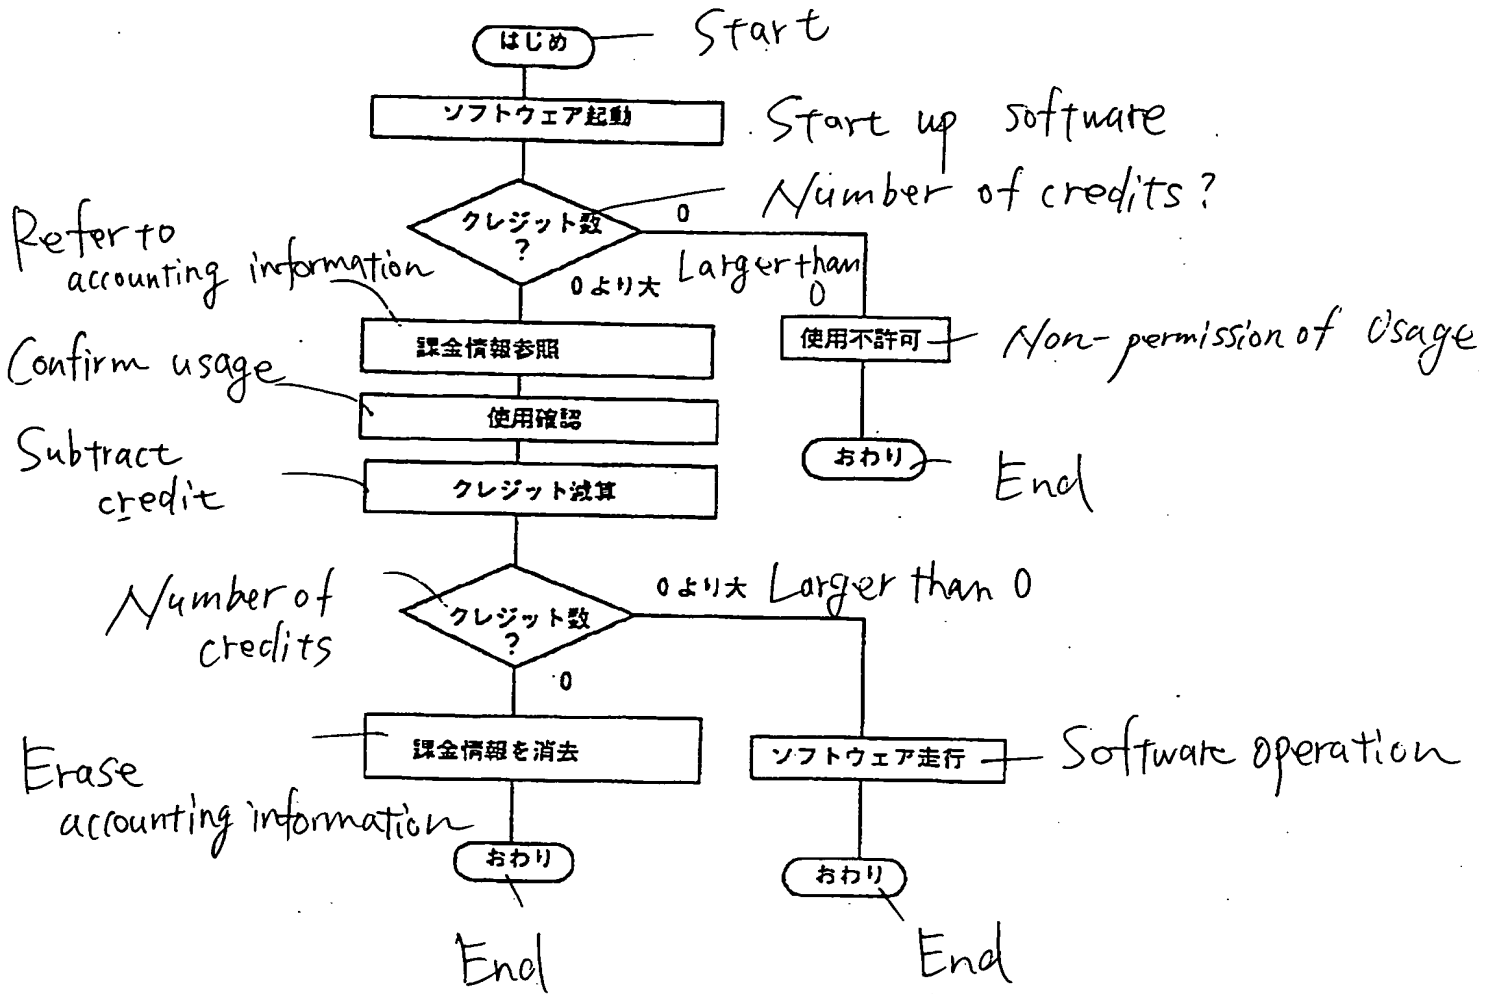 はじめ
Start
ソフトウェア起動
Start up software
クレジット数
?
Number of credits?
0
Refer to
accounting information
0より大
Larger than
0
課金情報参照
使用不許可
Non-permission of Usage
Confirm usage
使用確認
Subtract
credit
クレジット減算
おわり
End
Number of
credits
クレジット数
?
0より大
Larger than 0
0
Erase
accounting information
課金情報を消去
ソフトウェア走行
Software operation
おわり
End
おわり
End